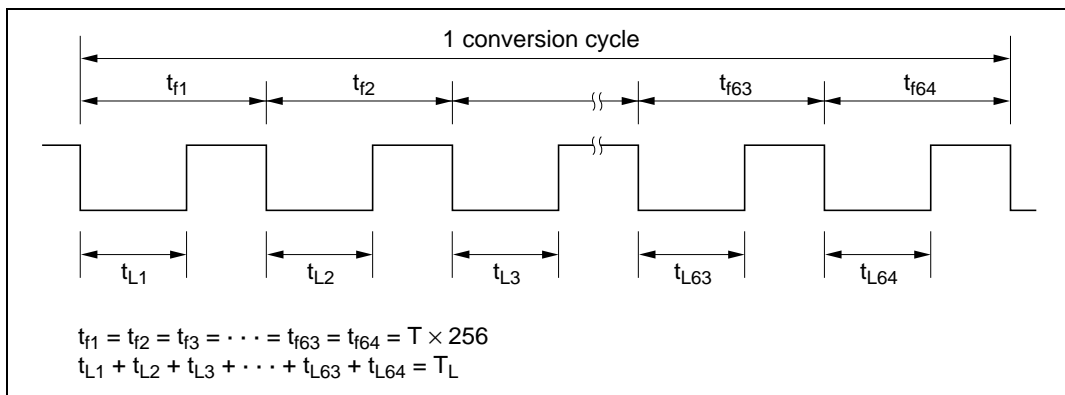 1 conversion cycle
tf1 tf2 tf63 tf64
tL1 tL2 tL3 tL63 tL64
tf1 = tf2 = tf3 = · · · = tf63 = tf64 = T × 256
tL1 + tL2 + tL3 + · · · + tL63 + tL64 = TL